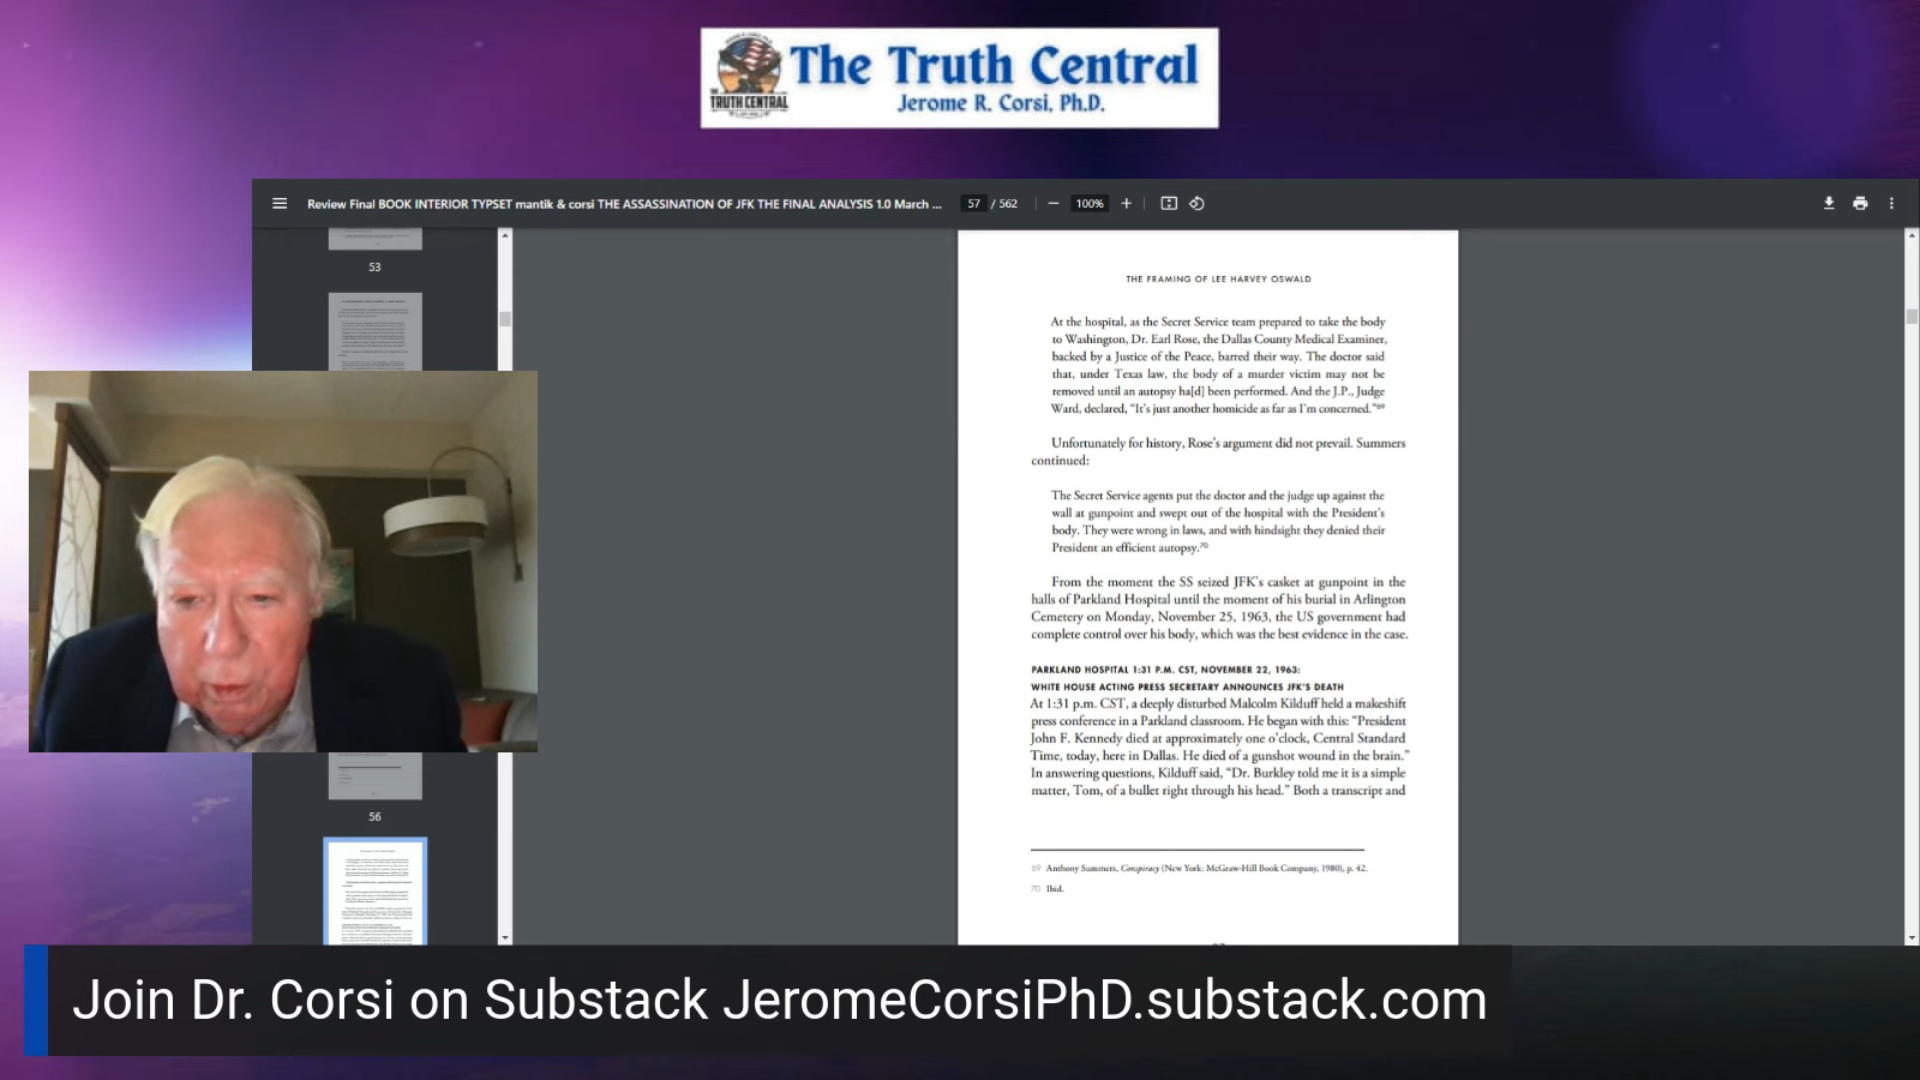 The Truth Central
Jerome R. Corsi, Ph.D.
TRUTH CENTRAL
Review Final BOOK INTERIOR TYPSET mantik & corsi THE ASSASSINATION OF JFK THE FINAL ANALYSIS 1.0 March ...
57 / 562
100%
53
56
THE FRAMING OF LEE HARVEY OSWALD
At the hospital, as the Secret Service team prepared to take the body
to Washington, Dr. Earl Rose, the Dallas County Medical Examiner,
backed by a Justice of the Peace, barred their way. The doctor said
that, under Texas law, the body of a murder victim may not be
removed until an autopsy ha[d] been performed. And the J.P., Judge
Ward, declared, “It’s just another homicide as far as I’m concerned.”69
Unfortunately for history, Rose’s argument did not prevail. Summers
continued:
The Secret Service agents put the doctor and the judge up against the
wall at gunpoint and swept out of the hospital with the President’s
body. They were wrong in laws, and with hindsight they denied their
President an efficient autopsy.70
From the moment the SS seized JFK’s casket at gunpoint in the
halls of Parkland Hospital until the moment of his burial in Arlington
Cemetery on Monday, November 25, 1963, the US government had
complete control over his body, which was the best evidence in the case.
PARKLAND HOSPITAL 1:31 P.M. CST, NOVEMBER 22, 1963:
WHITE HOUSE ACTING PRESS SECRETARY ANNOUNCES JFK’S DEATH
At 1:31 p.m. CST, a deeply disturbed Malcolm Kilduff held a makeshift
press conference in a Parkland classroom. He began with this: “President
John F. Kennedy died at approximately one o’clock, Central Standard
Time, today, here in Dallas. He died of a gunshot wound in the brain.”
In answering questions, Kilduff said, “Dr. Burkley told me it is a simple
matter, Tom, of a bullet right through his head.” Both a transcript and
69 Anthony Summers, Conspiracy (New York: McGraw-Hill Book Company, 1980), p. 42.
70 Ibid.
Join Dr. Corsi on Substack JeromeCorsiPhD.substack.com